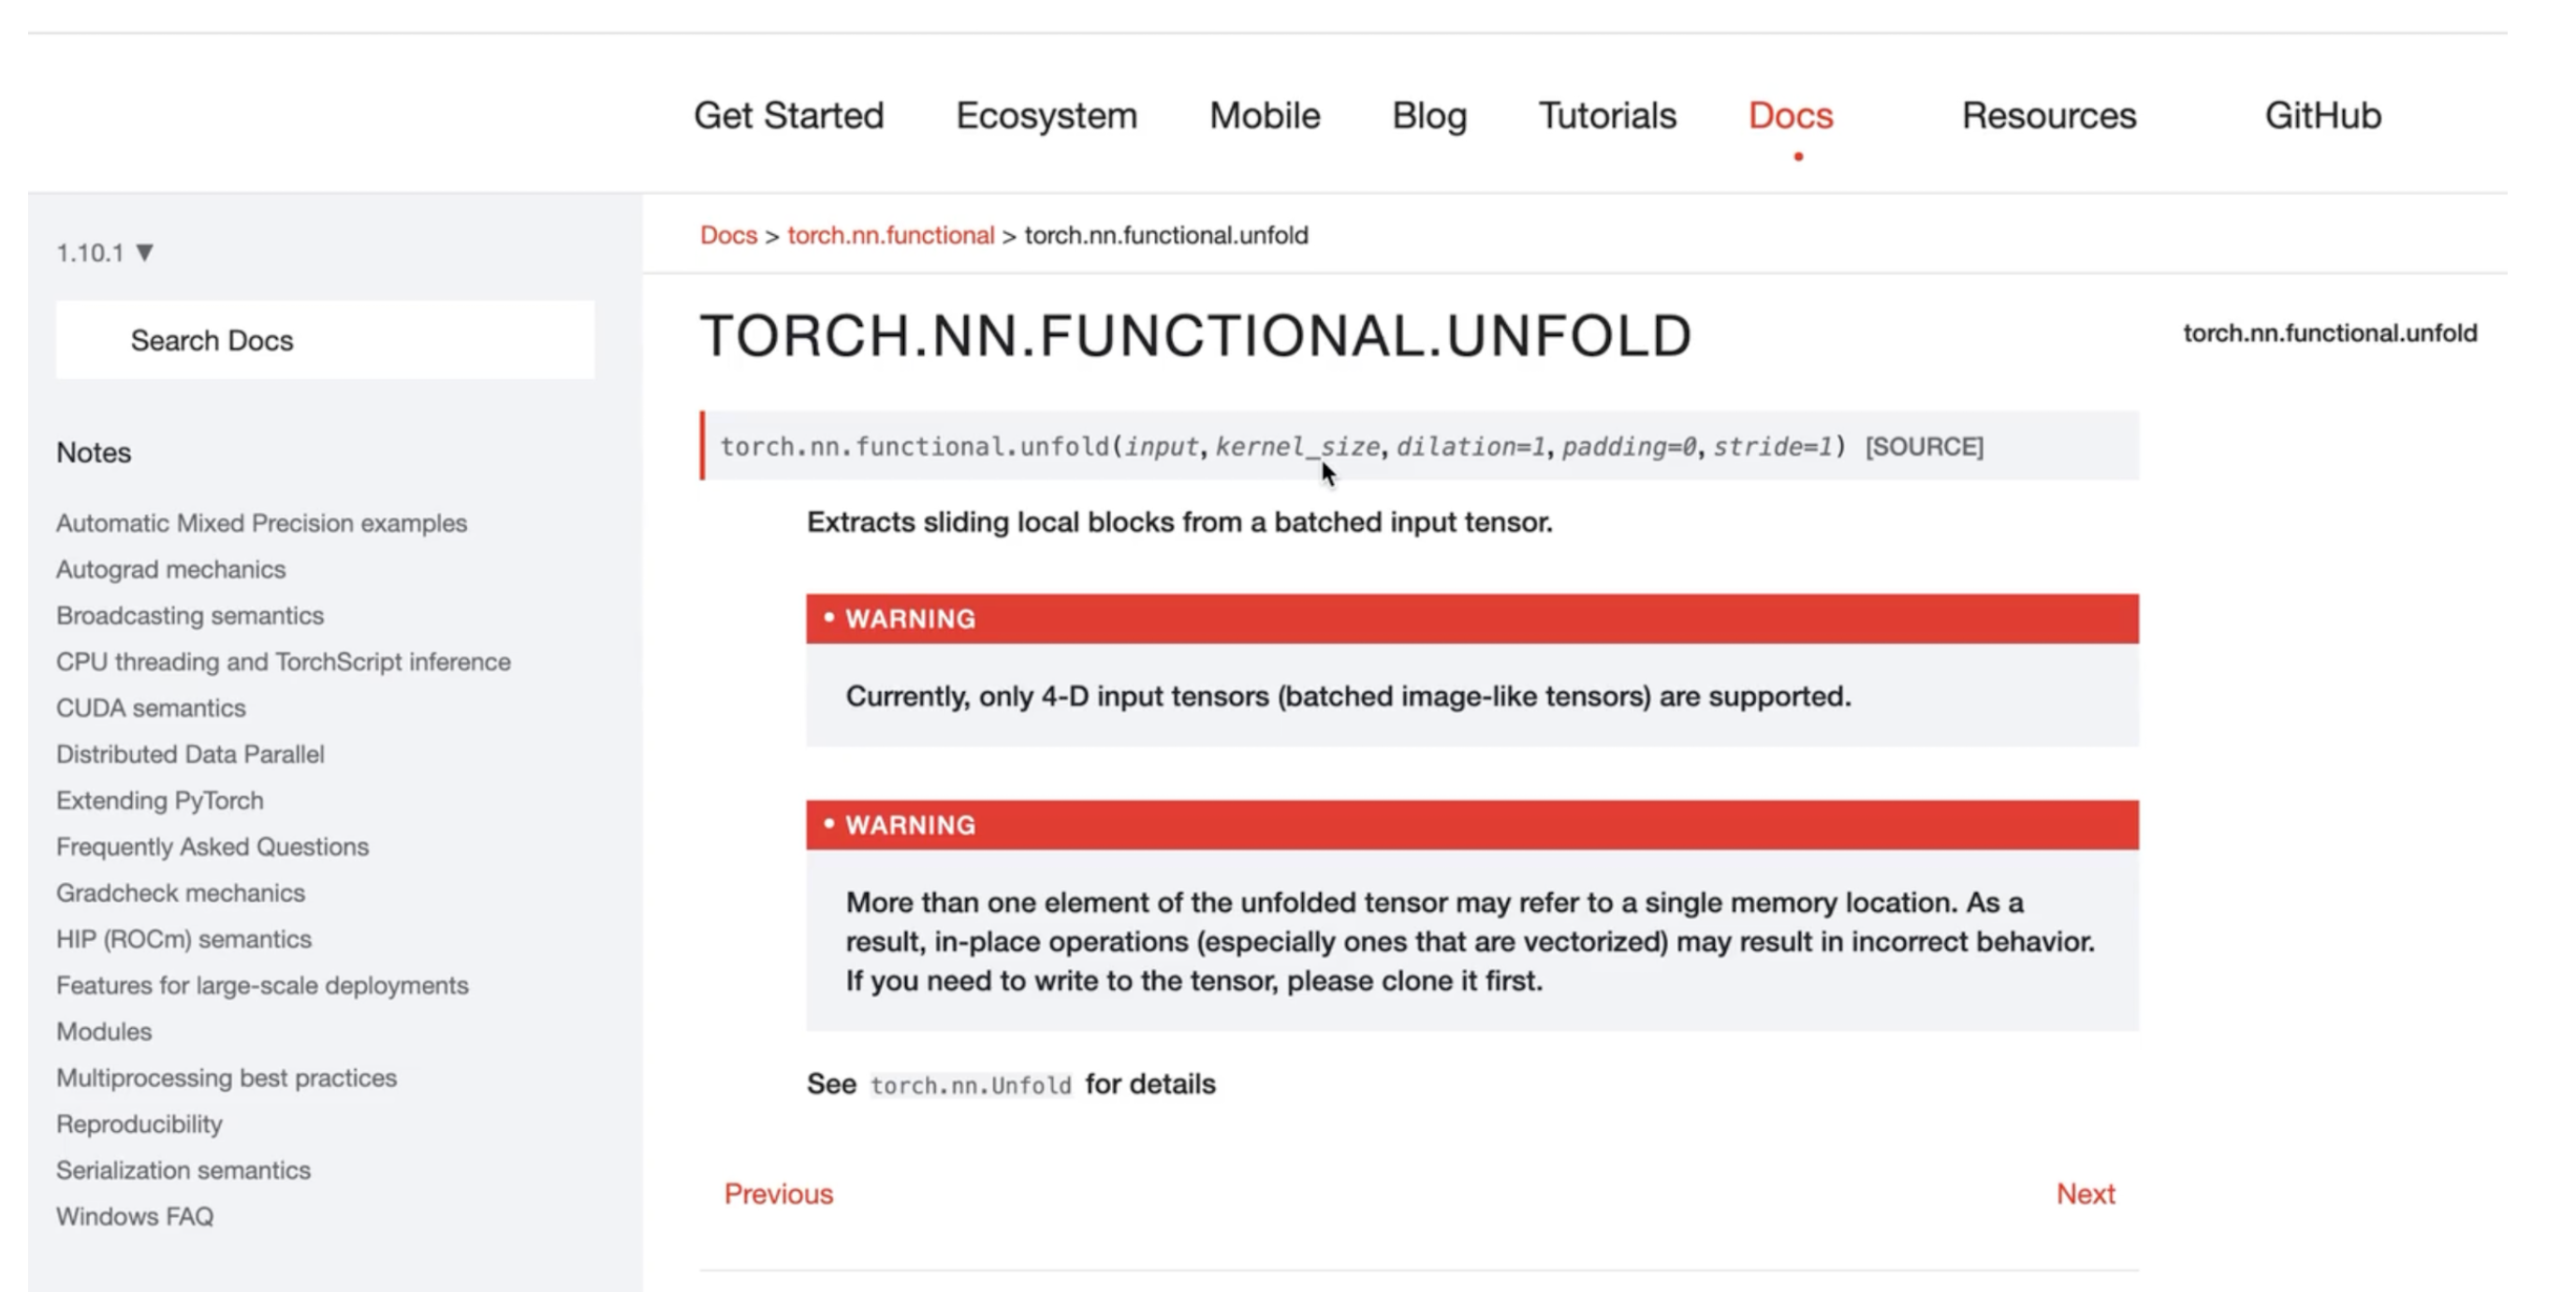 Get Started Ecosystem Mobile Blog Tutorials Docs Resources GitHub
1.10.1 ▼
Search Docs
Notes
Automatic Mixed Precision examples
Autograd mechanics
Broadcasting semantics
CPU threading and TorchScript inference
CUDA semantics
Distributed Data Parallel
Extending PyTorch
Frequently Asked Questions
Gradcheck mechanics
HIP (ROCm) semantics
Features for large-scale deployments
Modules
Multiprocessing best practices
Reproducibility
Serialization semantics
Windows FAQ
Docs > torch.nn.functional > torch.nn.functional.unfold
TORCH.NN.FUNCTIONAL.UNFOLD
torch.nn.functional.unfold(input, kernel_size, dilation=1, padding=0, stride=1) [SOURCE]
Extracts sliding local blocks from a batched input tensor.
• WARNING
Currently, only 4-D input tensors (batched image-like tensors) are supported.
• WARNING
More than one element of the unfolded tensor may refer to a single memory location. As a
result, in-place operations (especially ones that are vectorized) may result in incorrect behavior.
If you need to write to the tensor, please clone it first.
See torch.nn.Unfold for details
Previous Next
torch.nn.functional.unfold